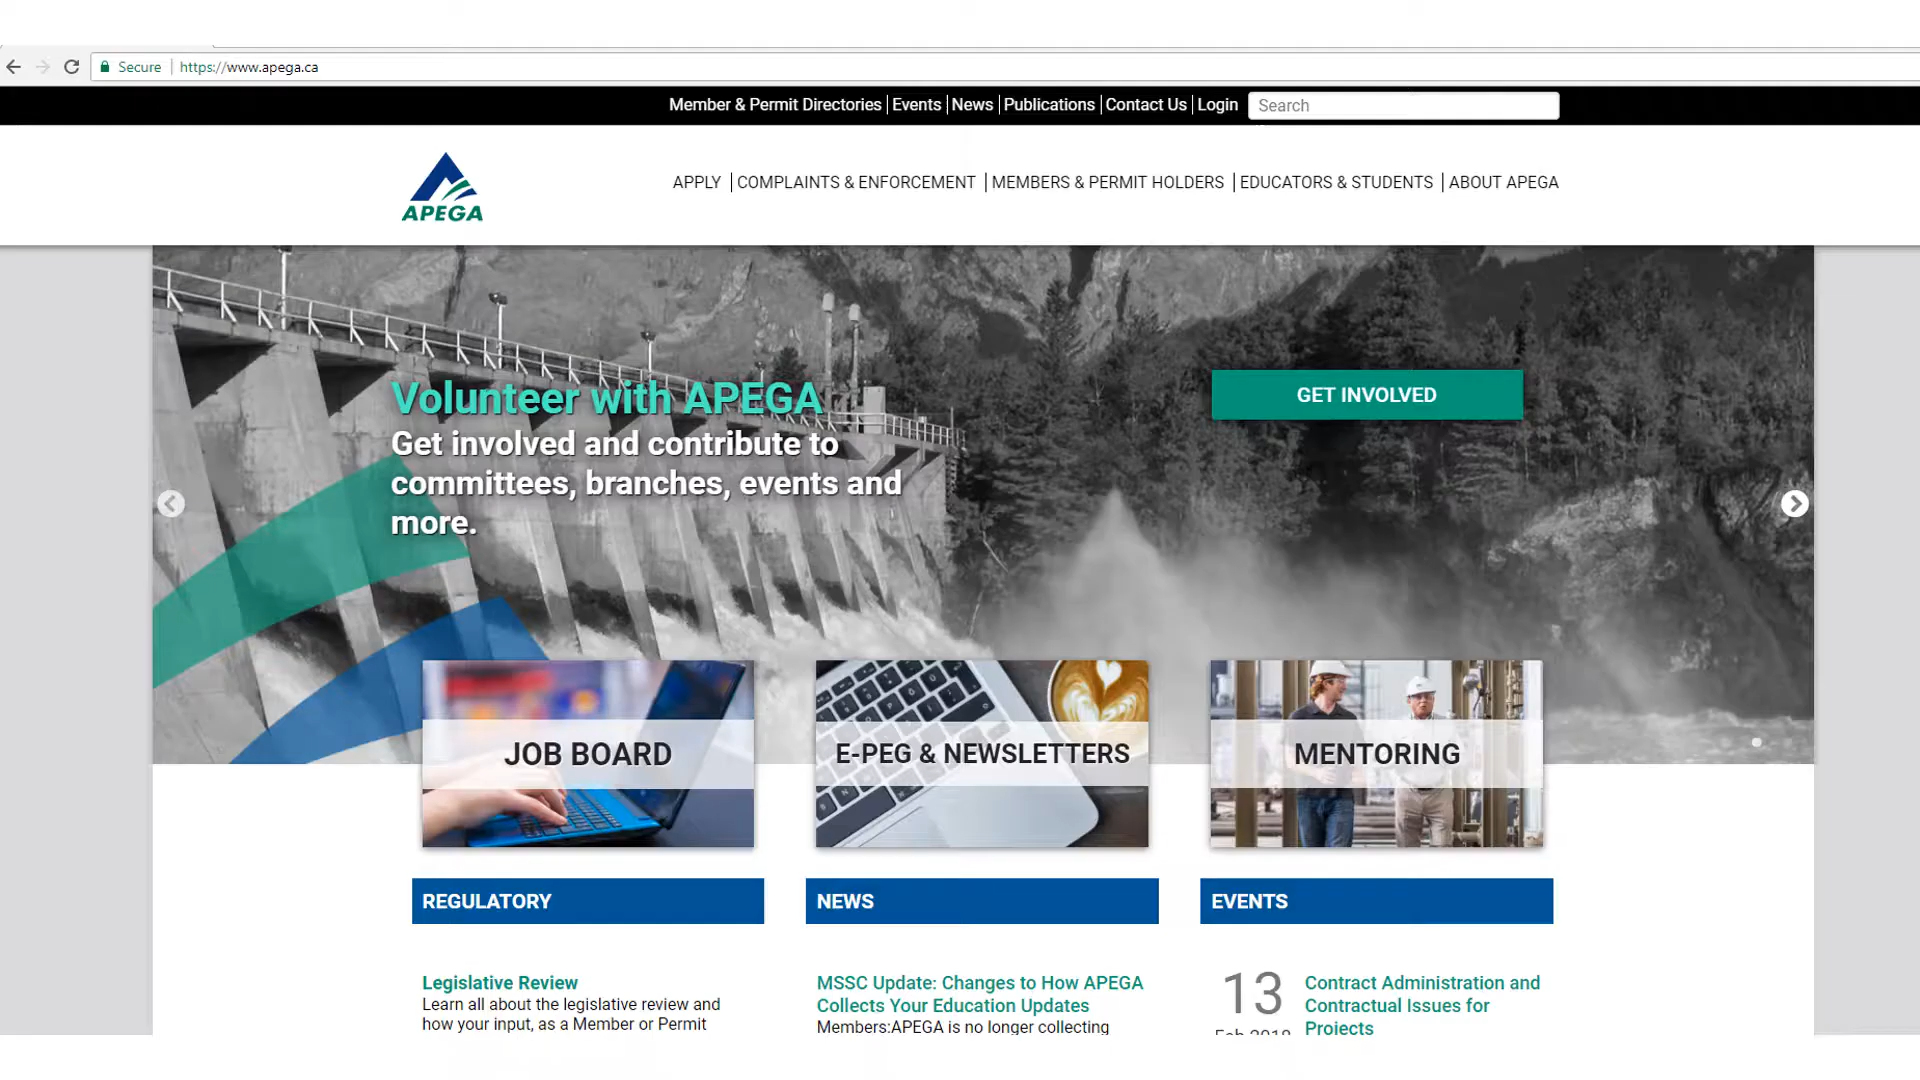 Secure https://www.apega.ca
Member & Permit Directories Events News Publications Contact Us Login Search
APEGA
APPLY COMPLAINTS & ENFORCEMENT MEMBERS & PERMIT HOLDERS EDUCATORS & STUDENTS ABOUT APEGA
Volunteer with APEGA
Get involved and contribute to
committees, branches, events and
more.
GET INVOLVED
JOB BOARD
E-PEG & NEWSLETTERS
MENTORING
REGULATORY
Legislative Review
Learn all about the legislative review and
how your input, as a Member or Permit
NEWS
MSSC Update: Changes to How APEGA
Collects Your Education Updates
Members:APEGA is no longer collecting
EVENTS
13
Feb 2018
Contract Administration and
Contractual Issues for
Projects